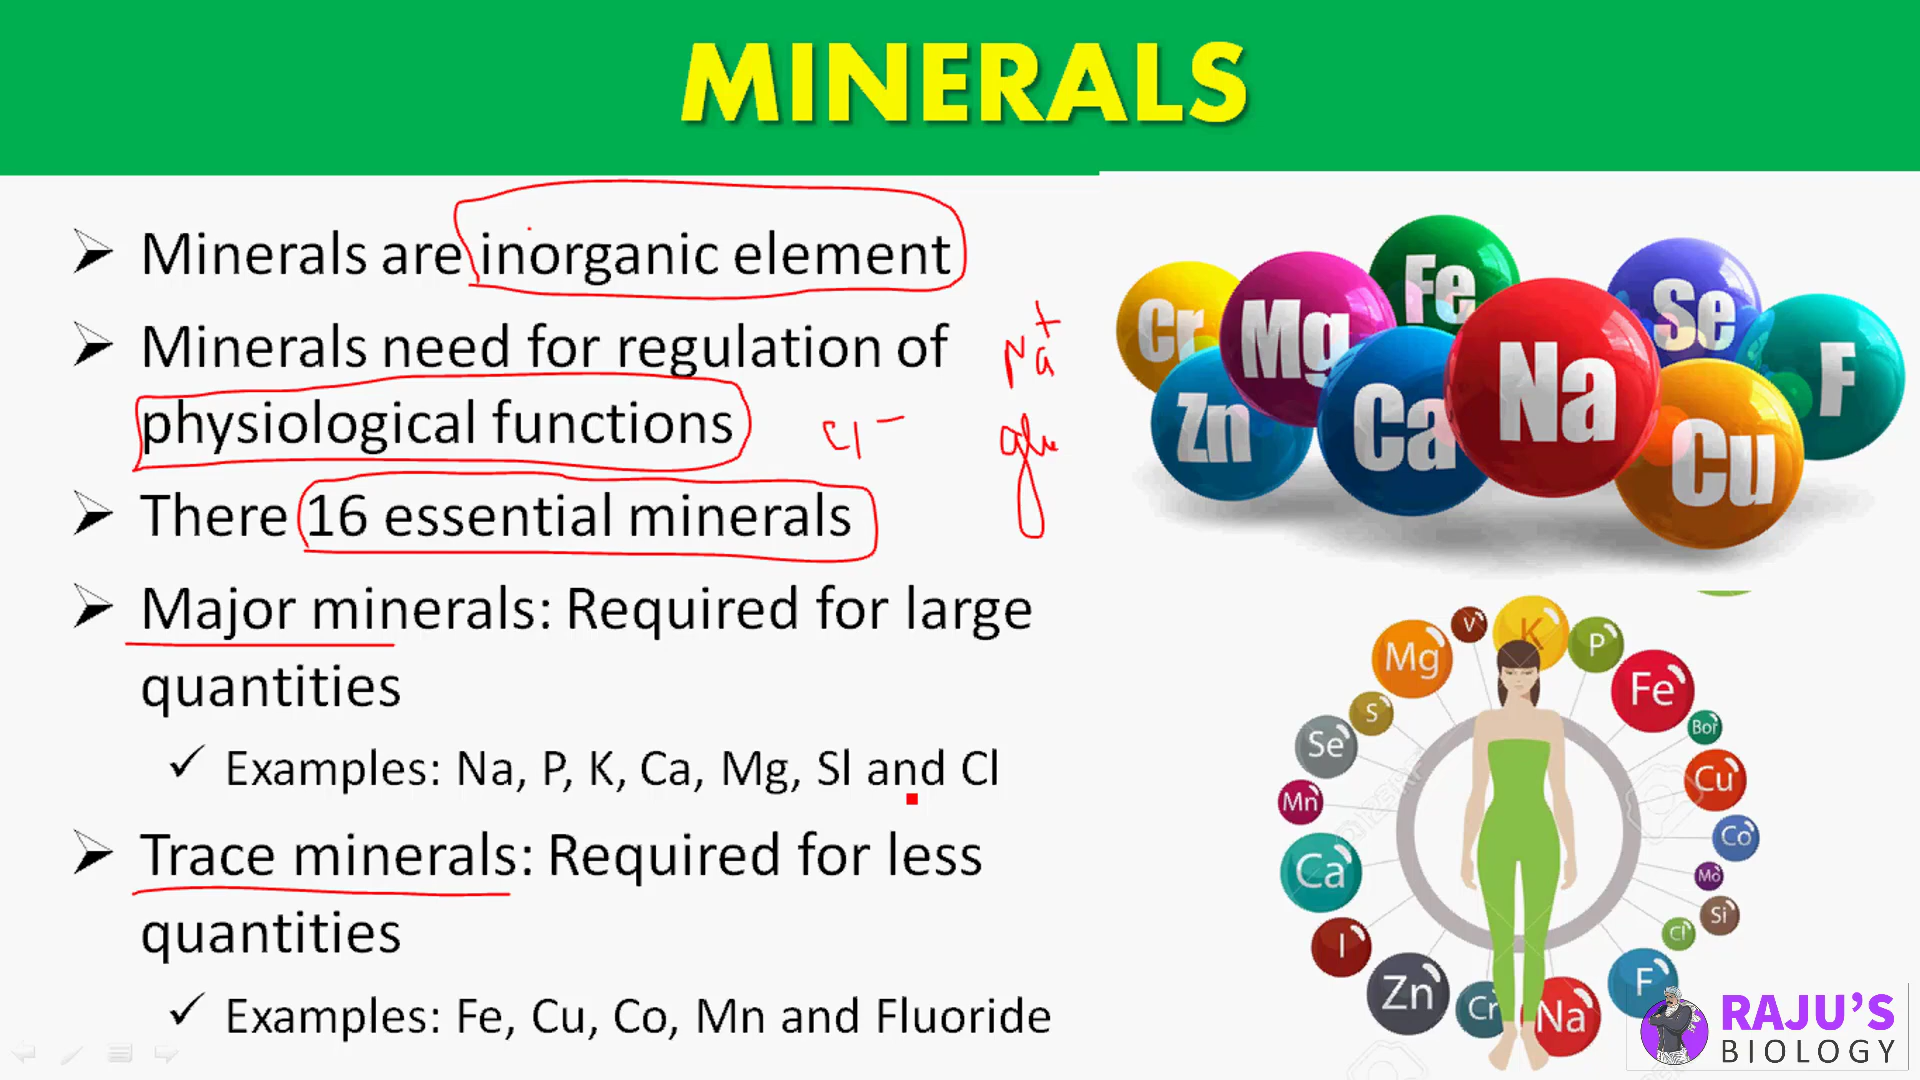 MINERALS
Minerals are inorganic element
Minerals need for regulation of
physiological functions
There 16 essential minerals
Major minerals: Required for large
quantities
Examples: Na, P, K, Ca, Mg, Sl and Cl
Trace minerals: Required for less
quantities
Examples: Fe, Cu, Co, Mn and Fluoride
Na+
Cl-
Cr
Mg
Fe
Se
F
Zn
Ca
Na
Cu
V
K
P
Mg
Fe
S
Bor
Se
Cu
Mn
Co
Ca
Mo
Si
Cl
I
F
Zn
Cr
Na
RAJU'S
BIOLOGY